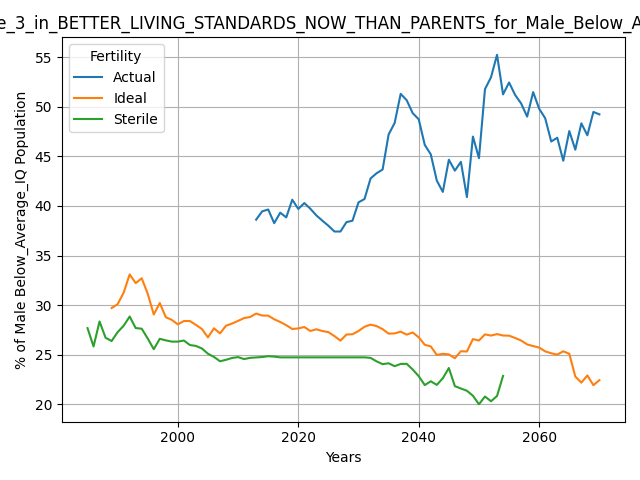 e_3_in_BETTER_LIVING_STANDARDS_NOW_THAN_PARENTS_for_Male_Below_A
Fertility
Actual
Ideal
Sterile
% of Male Below_Average_IQ Population
55
50
45
40
35
30
25
20
2000 2020 2040 2060
Years